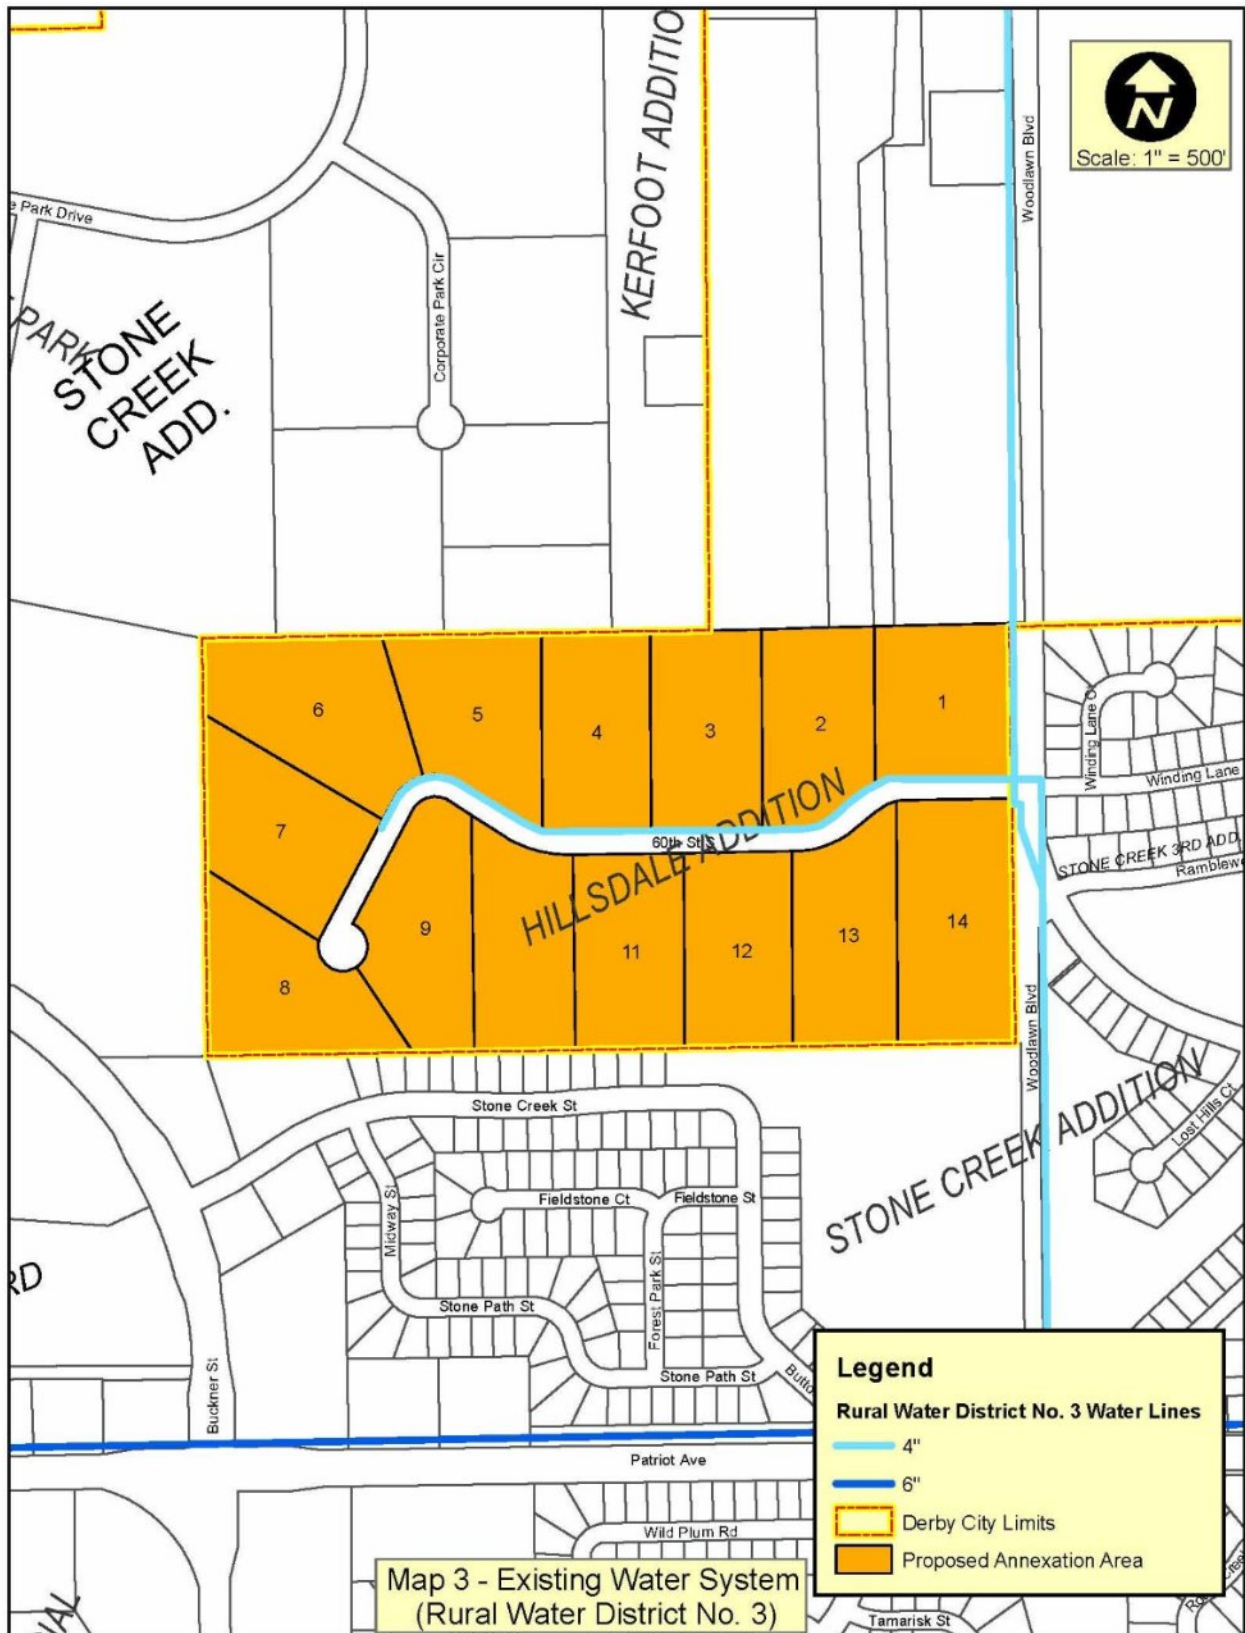 KERFOOT ADDITIO
N
Scale: 1" = 500'
Woodlawn Blvd
e Park Drive
Corporate Park Cir
PARK
STONE
CREEK
ADD.
6
5
4
3
2
1
Winding Lane Ct
Winding Lane
7
60th St S
HILLSDALE ADDITION
STONE CREEK 3RD ADD.
Ramblew
9
11
12
13
14
8
Woodlawn Blvd
Stone Creek St
STONE CREEK ADDITION
Lost Hills Ct
Midway St
Fieldstone Ct
Fieldstone St
Forest Park St
RD
Stone Path St
Stone Path St
Butto
Buckner St
Patriot Ave
Wild Plum Rd
Tamarisk St
Legend
Rural Water District No. 3 Water Lines
4"
6"
Derby City Limits
Proposed Annexation Area
Map 3 - Existing Water System
(Rural Water District No. 3)